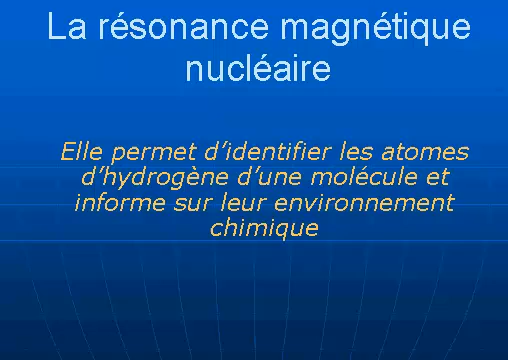 La résonance magnétique
nucléaire
Elle permet d’identifier les atomes
d’hydrogène d’une molécule et
informe sur leur environnement
chimique